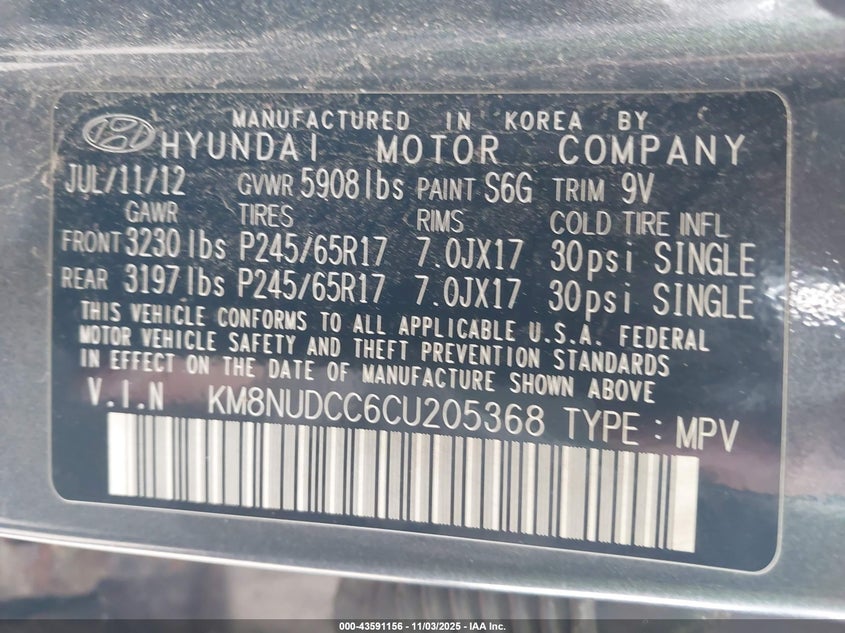 MANUFACTURED IN KOREA BY
HYUNDAI MOTOR COMPANY
JUL/11/12 GVWR 5908lbs PAINT S6G TRIM 9V
GAWR TIRES RIMS COLD TIRE INFL
FRONT 3230lbs P245/65R17 7.0JX17 30psi SINGLE
REAR 3197lbs P245/65R17 7.0JX17 30psi SINGLE
THIS VEHICLE CONFORMS TO ALL APPLICABLE U.S.A. FEDERAL
MOTOR VEHICLE SAFETY AND THEFT PREVENTION STANDARDS
IN EFFECT ON THE DATE OF MANUFACTURE SHOWN ABOVE
V.I.N KM8NUDCC6CU205368 TYPE : MPV
000-43591156 - 11/03/2025 - IAA Inc.